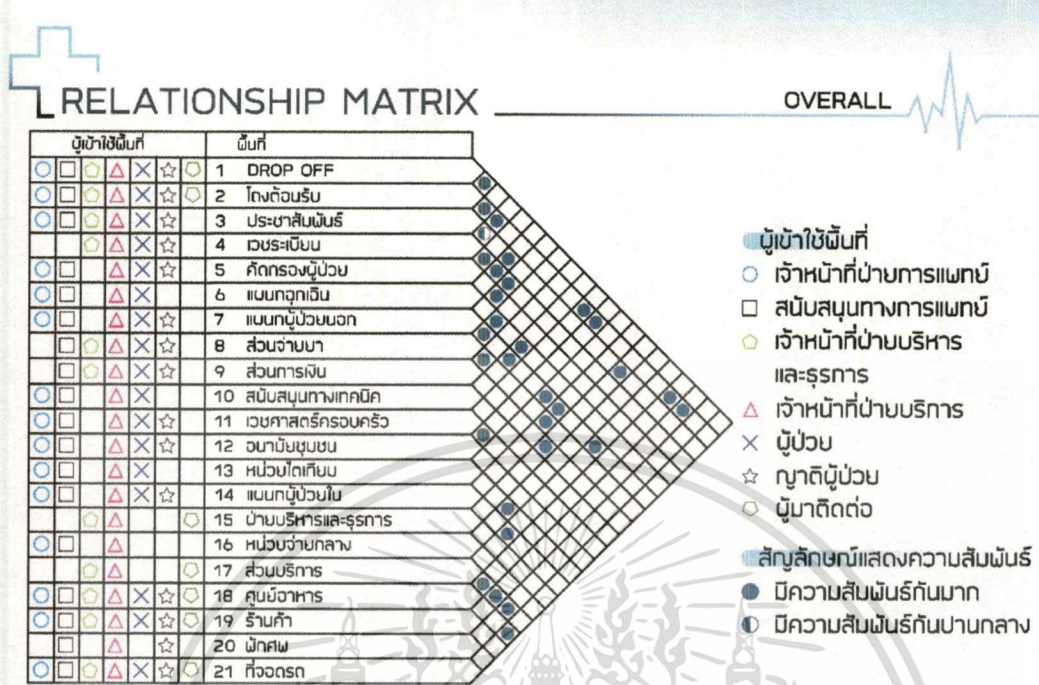 RELATIONSHIP MATRIX
OVERALL
ผู้เข้าใช้พื้นที่ พื้นที่
1 DROP OFF
2 โถงต้อนรับ
3 ประชาสัมพันธ์
4 เวชระเบียน
5 คัดกรองผู้ป่วย
6 แผนกฉุกเฉิน
7 แผนกผู้ป่วยนอก
8 ส่วนจ่ายยา
9 ส่วนการเงิน
10 สนับสนุนทางเทคนิค
11 เวชศาสตร์ครอบครัว
12 อนามัยชุมชน
13 หน่วยไตเทียม
14 แผนกผู้ป่วยใน
15 ฝ่ายบริหารและธุรการ
16 หน่วยจ่ายกลาง
17 ส่วนบริการ
18 ศูนย์อาหาร
19 ร้านค้า
20 พักศพ
21 ที่จอดรถ
ผู้เข้าใช้พื้นที่
เจ้าหน้าที่ฝ่ายการแพทย์
สนับสนุนทางการแพทย์
เจ้าหน้าที่ฝ่ายบริหาร
และธุรการ
เจ้าหน้าที่ฝ่ายบริการ
ผู้ป่วย
ญาติผู้ป่วย
ผู้มาติดต่อ
สัญลักษณ์แสดงความสัมพันธ์
มีความสัมพันธ์กันมาก
มีความสัมพันธ์กันปานกลาง